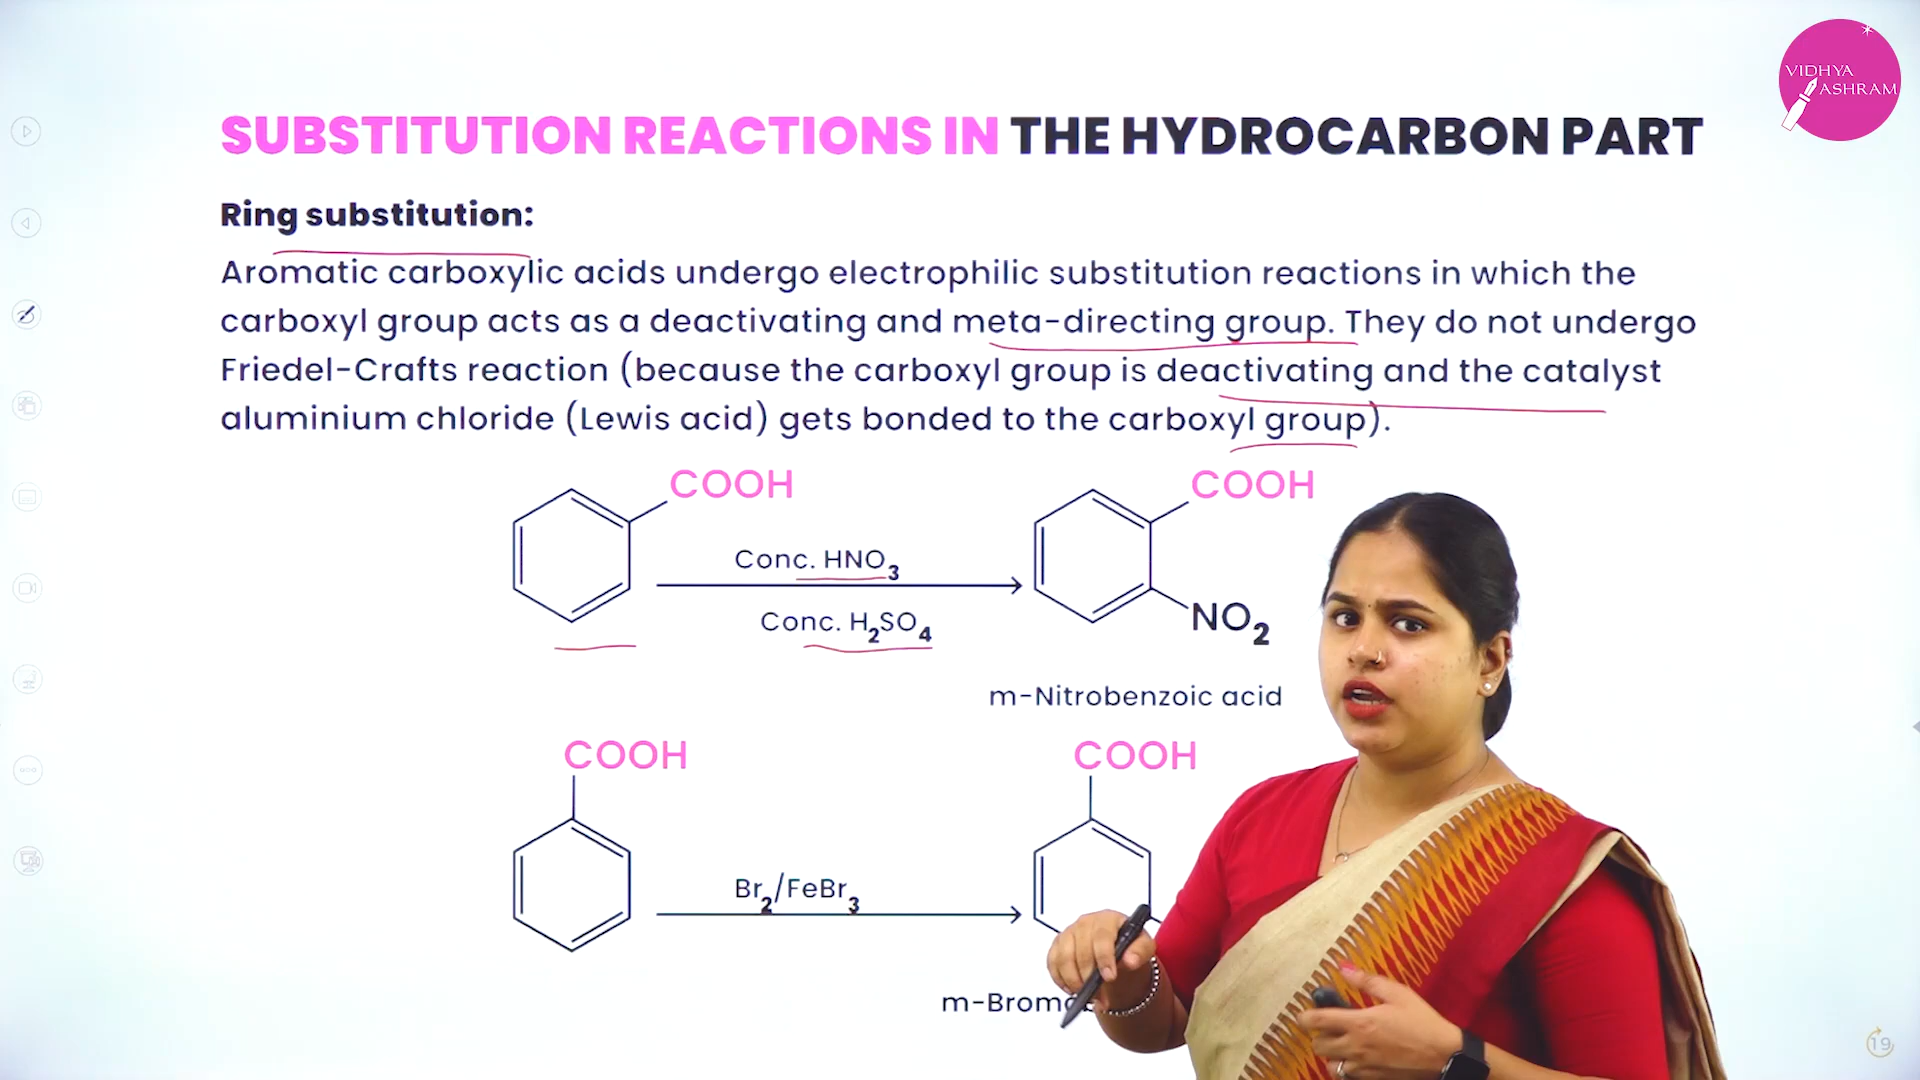 VIDHYA
ASHRAM
SUBSTITUTION REACTIONS IN THE HYDROCARBON PART
Ring substitution:
Aromatic carboxylic acids undergo electrophilic substitution reactions in which the
carboxyl group acts as a deactivating and meta-directing group. They do not undergo
Friedel-Crafts reaction (because the carboxyl group is deactivating and the catalyst
aluminium chloride (Lewis acid) gets bonded to the carboxyl group).
COOH
COOH
Conc. HNO3
Conc. H2SO4
NO2
m-Nitrobenzoic acid
COOH
COOH
Br2/FeBr3
19